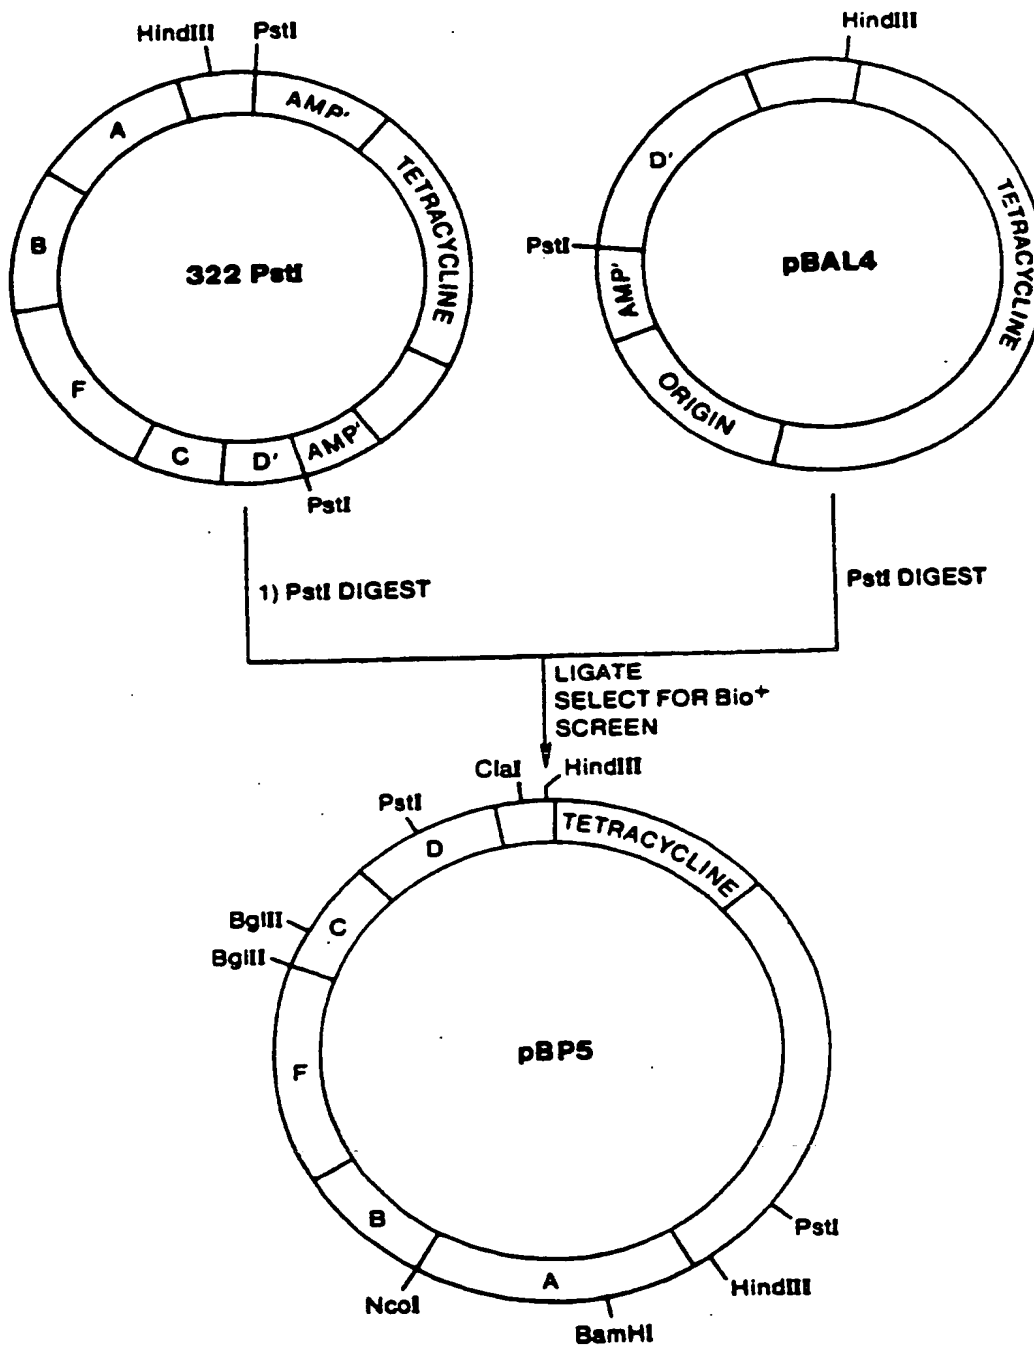 HindIII PstI
AMP'
A
TETRACYCLINE
B
322 PstI
F
C
D'
AMP'
PstI
HindIII
D'
TETRACYCLINE
PstI
pBAL4
AMP'
ORIGIN
1) PstI DIGEST
PstI DIGEST
LIGATE
SELECT FOR Bio+
SCREEN
ClaI HindIII
PstI
D
TETRACYCLINE
BglII
C
BglII
F
pBP5
B
PstI
A
HindIII
NcoI
BamHI